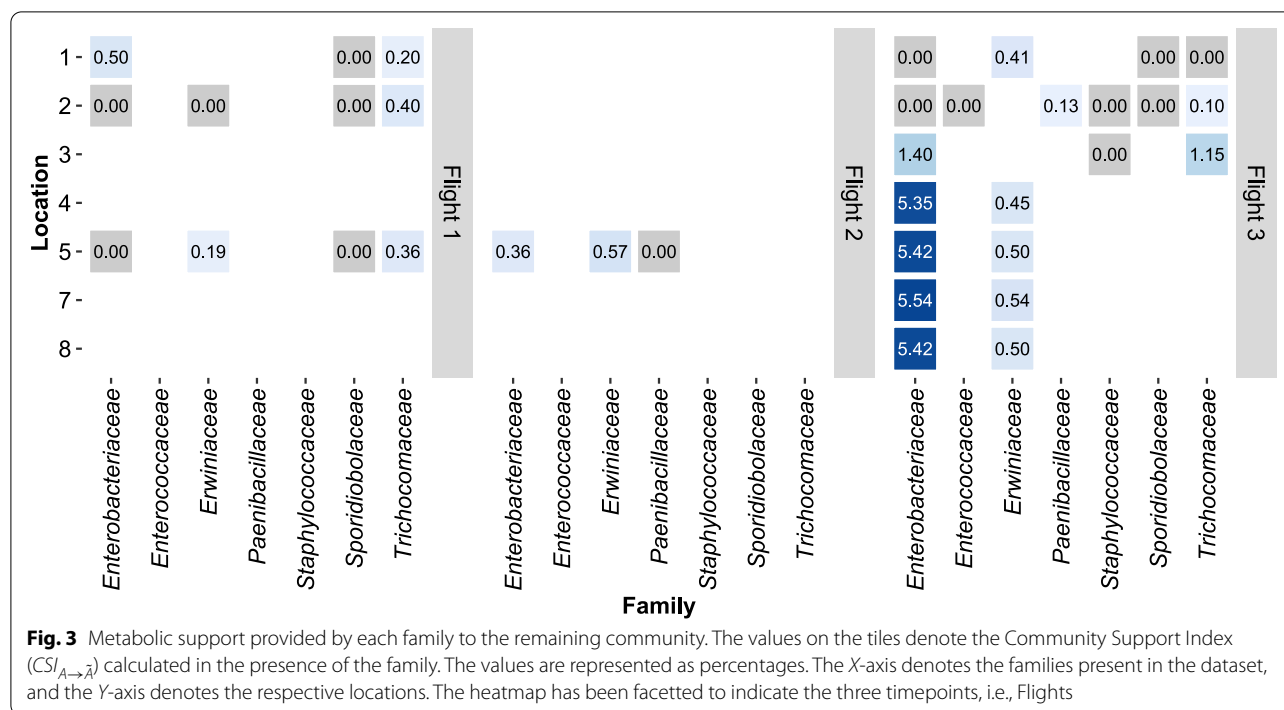 1 0.50 0.00 0.20 0.00 0.41 0.00 0.00
2 0.00 0.00 0.00 0.40 0.00 0.00 0.13 0.00 0.00 0.10
3 1.40 0.00 1.15
4 5.35 0.45
5 0.00 0.19 0.00 0.36 0.36 0.57 0.00 5.42 0.50
7 5.54 0.54
8 5.42 0.50
Location
Flight 1
Flight 2
Flight 3
Enterobacteriaceae
Enterococcaceae
Erwiniaceae
Paenibacillaceae
Staphylococcaceae
Sporidiobolaceae
Trichocomaceae
Enterobacteriaceae
Enterococcaceae
Erwiniaceae
Paenibacillaceae
Staphylococcaceae
Sporidiobolaceae
Trichocomaceae
Enterobacteriaceae
Enterococcaceae
Erwiniaceae
Paenibacillaceae
Staphylococcaceae
Sporidiobolaceae
Trichocomaceae
Family
Fig. 3 Metabolic support provided by each family to the remaining community. The values on the tiles denote the Community Support Index
(CSI_{A→Ã}) calculated in the presence of the family. The values are represented as percentages. The X-axis denotes the families present in the dataset,
and the Y-axis denotes the respective locations. The heatmap has been facetted to indicate the three timepoints, i.e., Flights